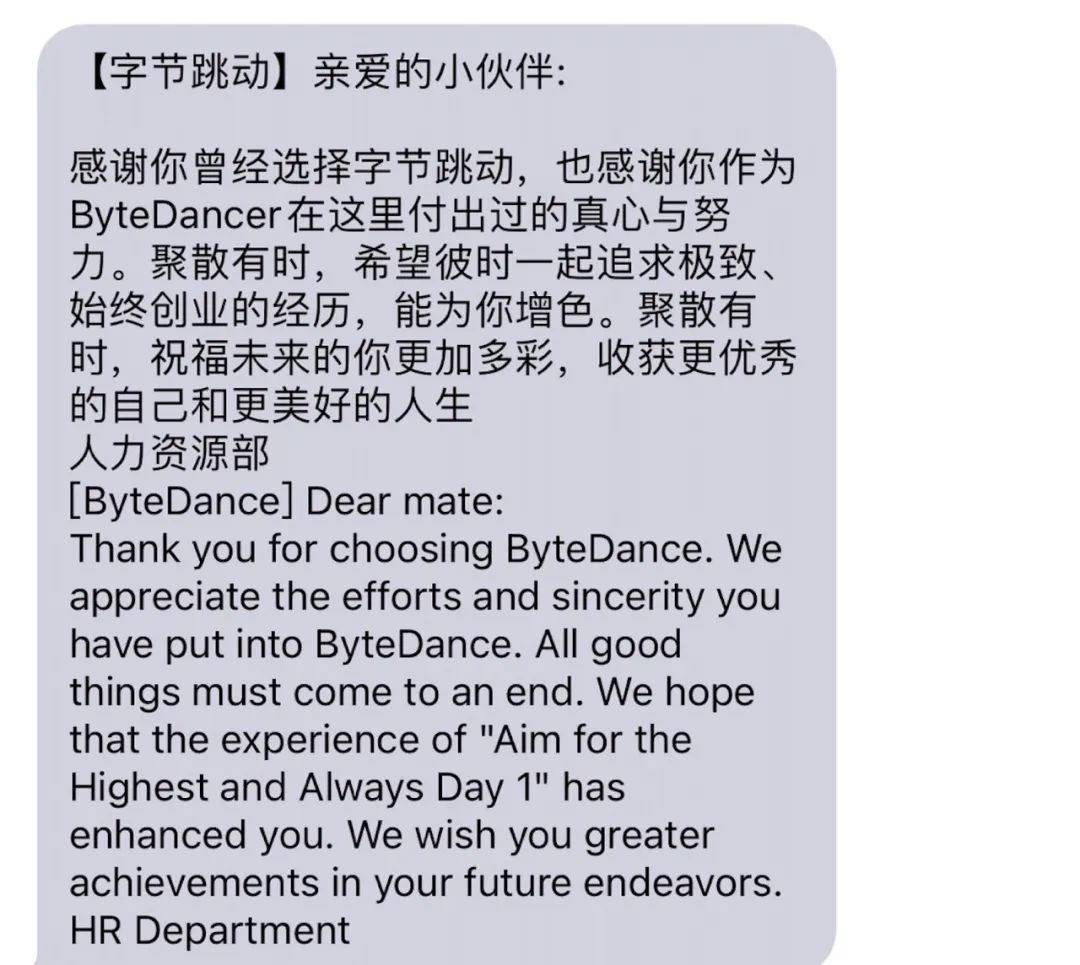 【字节跳动】亲爱的小伙伴:
感谢你曾经选择字节跳动，也感谢你作为
ByteDancer在这里付出过的真心与努
力。聚散有时，希望彼时一起追求极致、
始终创业的经历，能为你增色。聚散有
时，祝福未来的你更加多彩，收获更优秀
的自己和更美好的人生
人力资源部
[ByteDance] Dear mate:
Thank you for choosing ByteDance. We
appreciate the efforts and sincerity you
have put into ByteDance. All good
things must come to an end. We hope
that the experience of "Aim for the
Highest and Always Day 1" has
enhanced you. We wish you greater
achievements in your future endeavors.
HR Department